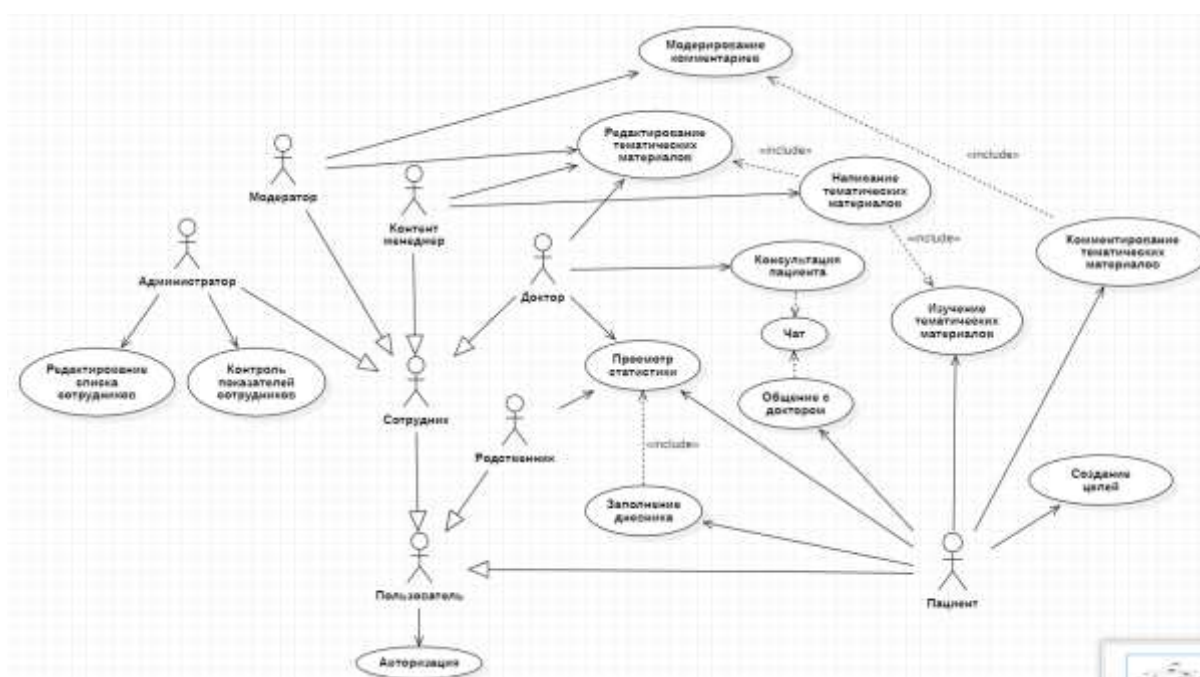 Модерирование
комментариев
Редактирование
тематических
материалов
«include»
«include»
Написание
тематических
материалов
Модератор
Контент
менеджер
«include»
Комментирование
тематических
материалов
Администратор
Доктор
Консультация
пациента
Изучение
тематических
материалов
Чат
Редактирование
списка
сотрудников
Контроль
показателей
сотрудников
Просмотр
статистики
Сотрудник
Общение с
доктором
Родственник
«include»
Создание
целей
Заполнение
дневника
Пользователь
Пациент
Авторизация